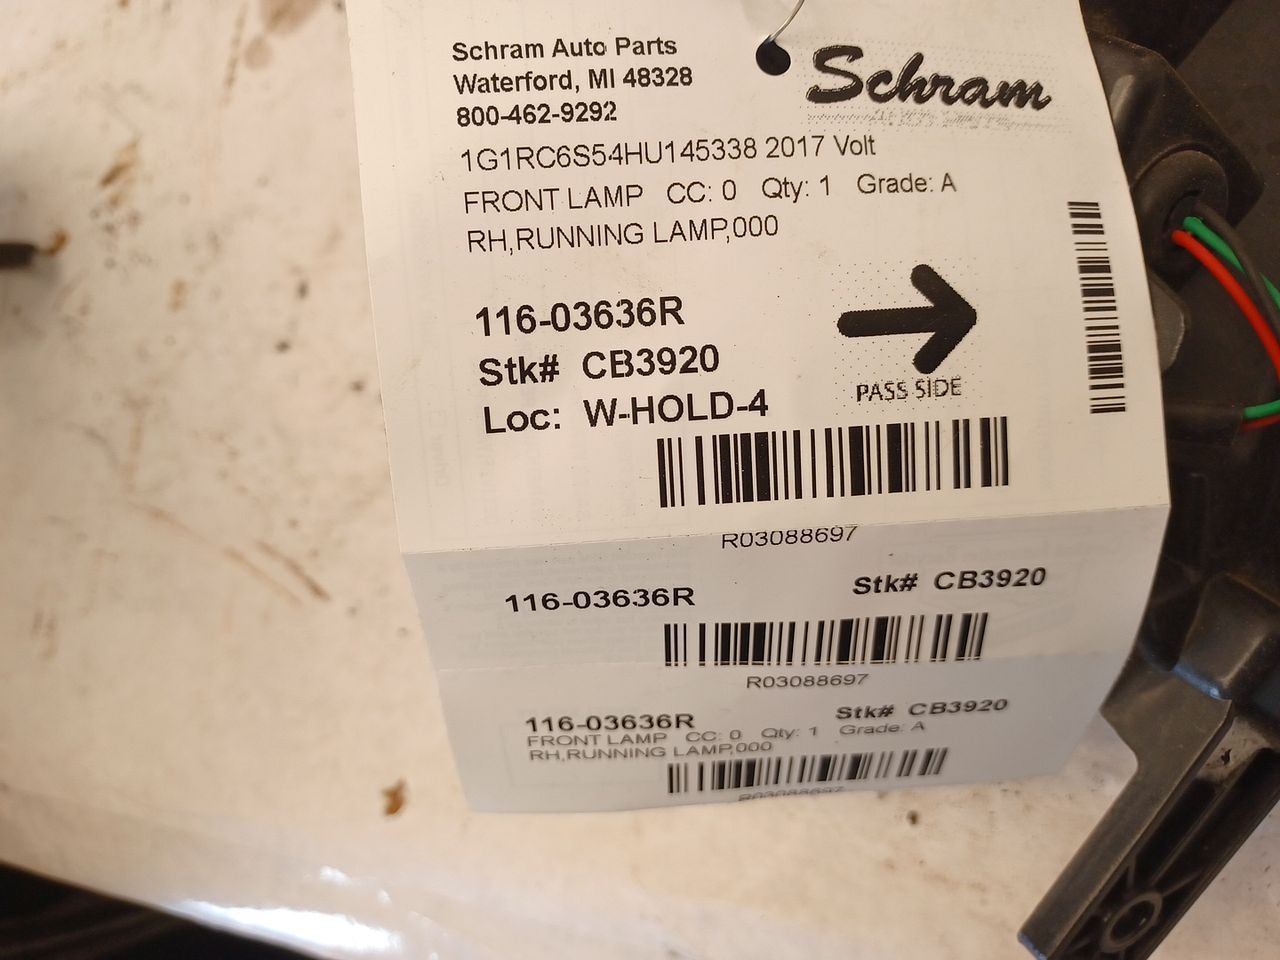 Schram Auto Parts
Waterford, MI 48328
800-462-9292
Schram
1G1RC6S54HU145338 2017 Volt
FRONT LAMP CC: 0 Qty: 1 Grade: A
RH,RUNNING LAMP,000
116-03636R
Stk# CB3920
Loc: W-HOLD-4
PASS SIDE
R03088697
116-03636R Stk# CB3920
R03088697
116-03636R Stk# CB3920
FRONT LAMP CC: 0 Qty: 1 Grade: A
RH,RUNNING LAMP,000
R03088697